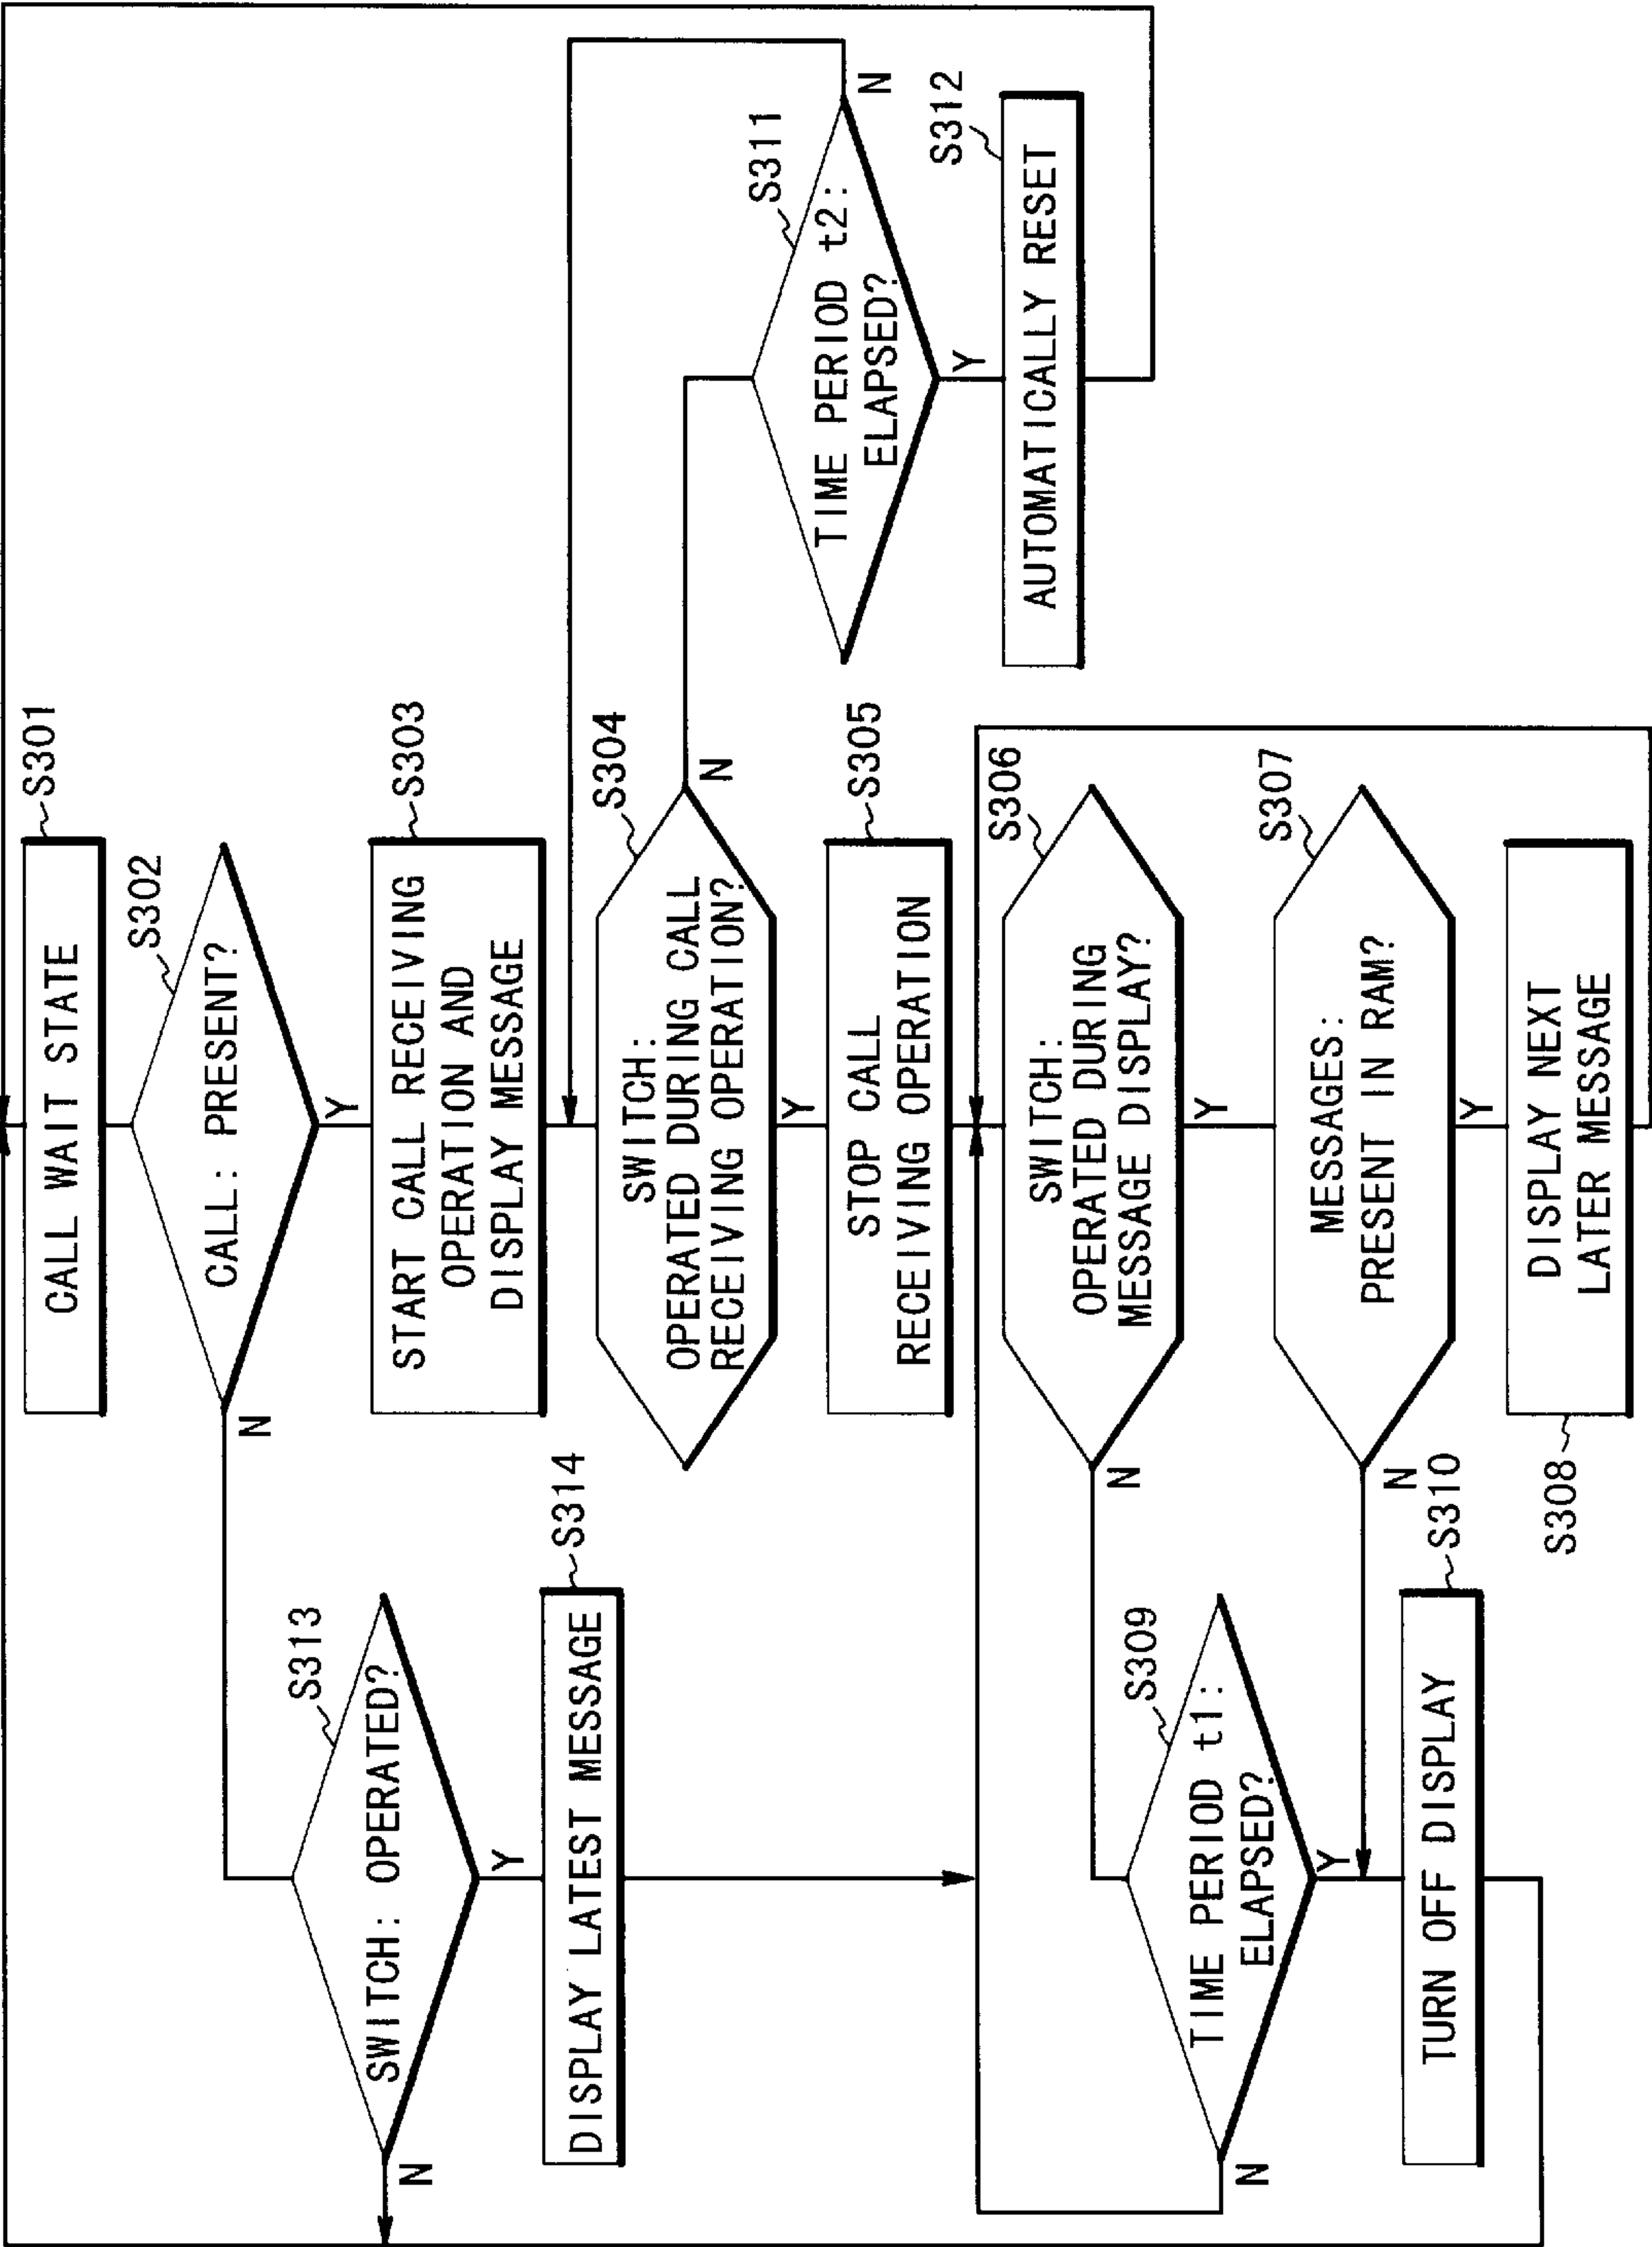 CALL WAIT STATE
S301
CALL: PRESENT?
S302
N
Y
START CALL RECEIVING
OPERATION AND
DISPLAY MESSAGE
S303
SWITCH: OPERATED?
S313
N
Y
DISPLAY LATEST MESSAGE
S314
SWITCH:
OPERATED DURING CALL
RECEIVING OPERATION?
S304
N
Y
TIME PERIOD t2:
ELAPSED?
S311
N
Y
AUTOMATICALLY RESET
S312
STOP CALL
RECEIVING OPERATION
S305
SWITCH:
OPERATED DURING
MESSAGE DISPLAY?
S306
N
Y
MESSAGES:
PRESENT IN RAM?
S307
N
Y
DISPLAY NEXT
LATER MESSAGE
S308
TIME PERIOD t1:
ELAPSED?
S309
N
Y
TURN OFF DISPLAY
S310